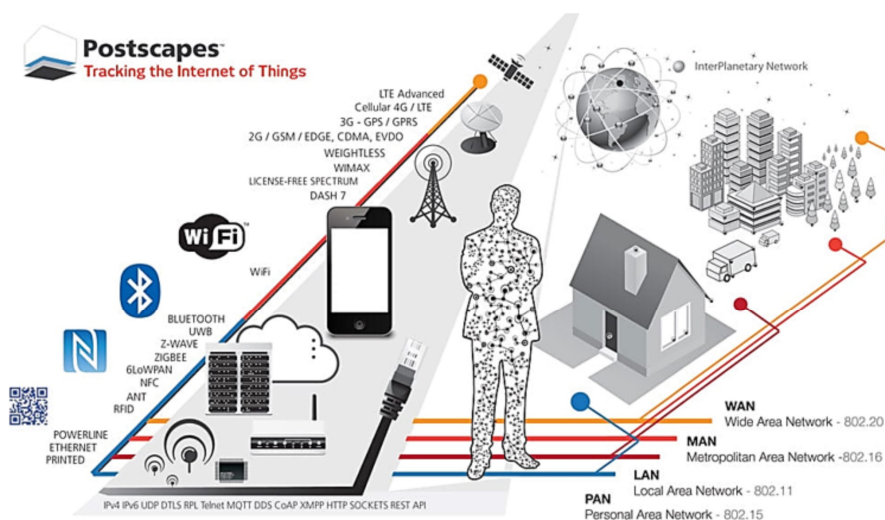 Postscapes™
Tracking the Internet of Things
InterPlanetary Network
LTE Advanced
Cellular 4G / LTE
3G - GPS / GPRS
2G / GSM / EDGE, CDMA, EVDO
WEIGHTLESS
WIMAX
LICENSE-FREE SPECTRUM
DASH 7
WiFi™
WiFi
BLUETOOTH
UWB
Z-WAVE
ZIGBEE
6LoWPAN
NFC
ANT
RFID
POWERLINE
ETHERNET
PRINTED
WAN
Wide Area Network - 802.20
MAN
Metropolitan Area Network -802.16
LAN
Local Area Network - 802.11
PAN
Personal Area Network - 802.15
IPv4 IPv6 UDP DTLS RPL Telnet MQTT DDS CoAP XMPP HTTP SOCKETS REST API